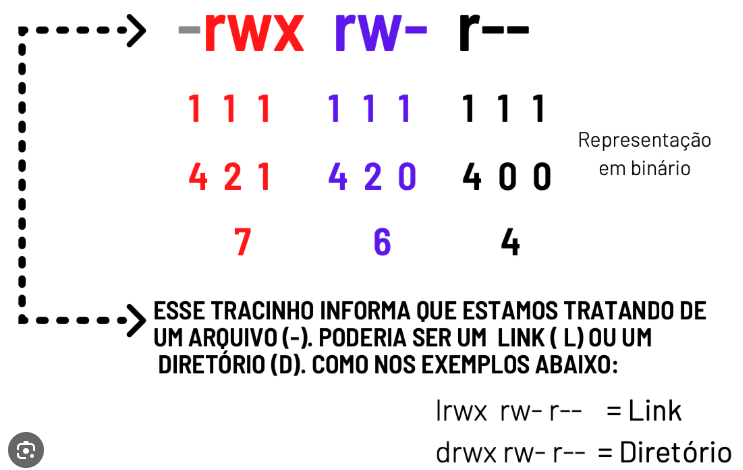 -rwx rw- r--
1 1 1 1 1 1 1 1 1
4 2 1 4 2 0 4 0 0
Representação
em binário
7 6 4
ESSE TRACINHO INFORMA QUE ESTAMOS TRATANDO DE
UM ARQUIVO (-). PODERIA SER UM LINK ( L) OU UM
DIRETÓRIO (D). COMO NOS EXEMPLOS ABAIXO:
lrwx rw- r-- = Link
drwx rw- r-- = Diretório